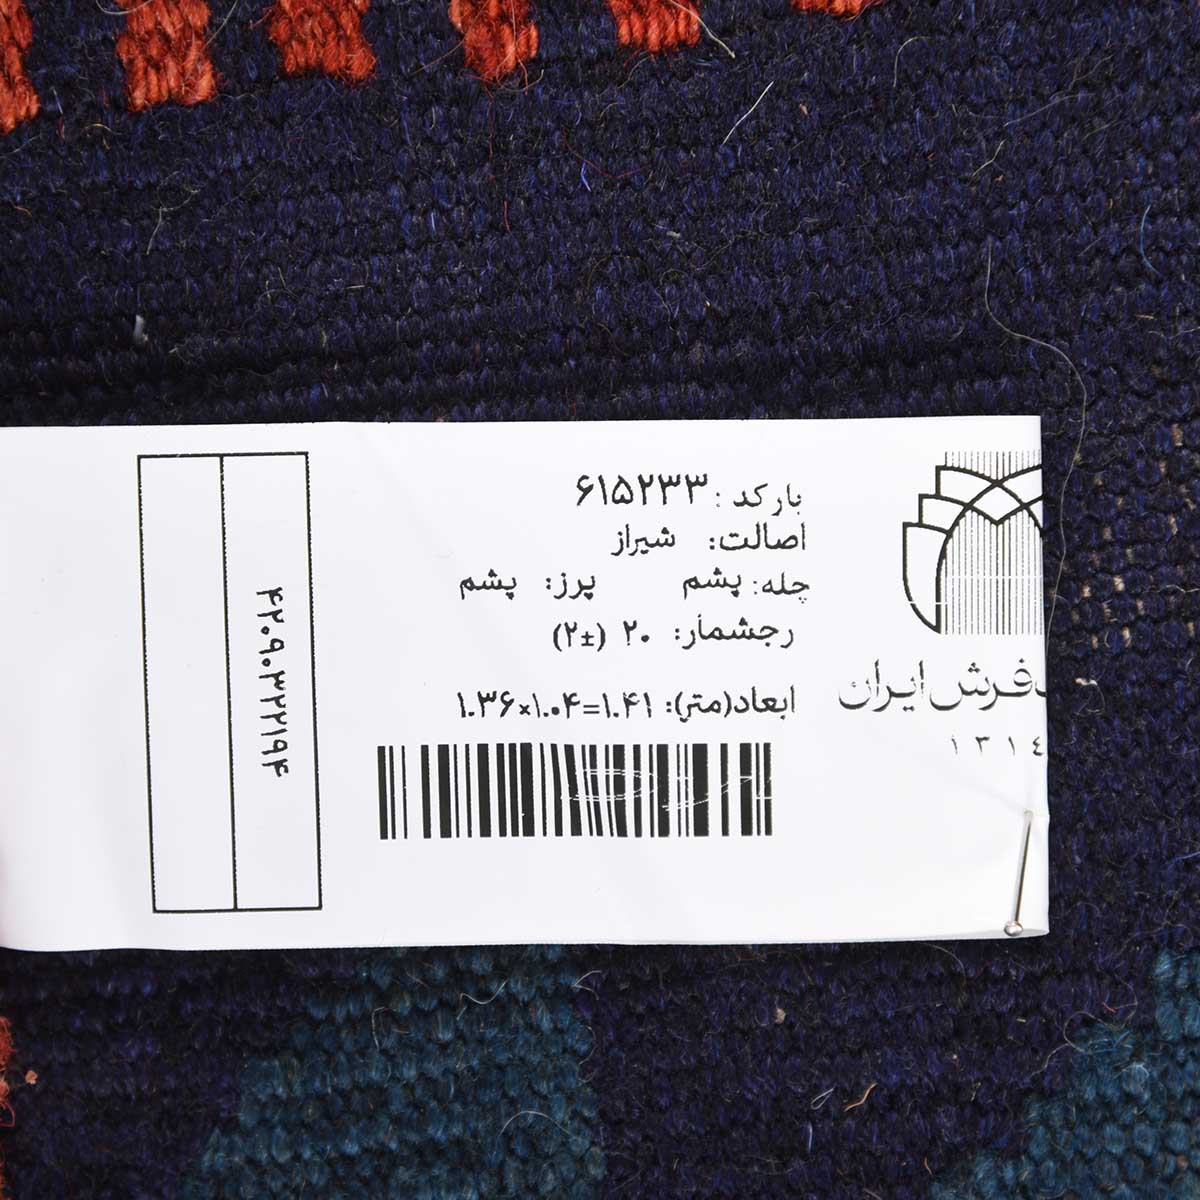 بارکد: ۶۱۵۲۳۳
اصالت: شیراز
چله: پشم پرز: پشم
رجشمار: ۲۰ (±۲)
ابعاد(متر): ۱.۴۱=۱.۰۴×۱.۳۶
فرش ایران
۱۳۱۴
۴۲۰۹۰۳۲۲۱۹۴